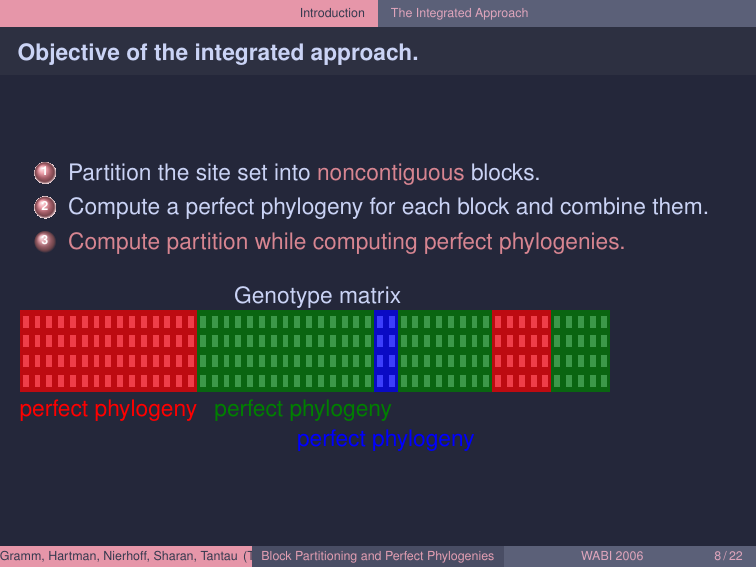 Introduction The Integrated Approach
Objective of the integrated approach.
1 Partition the site set into noncontiguous blocks.
2 Compute a perfect phylogeny for each block and combine them.
3 Compute partition while computing perfect phylogenies.
Genotype matrix
perfect phylogeny perfect phylogeny
perfect phylogeny
Gramm, Hartman, Nierhoff, Sharan, Tantau (T Block Partitioning and Perfect Phylogenies WABI 2006 8 / 22